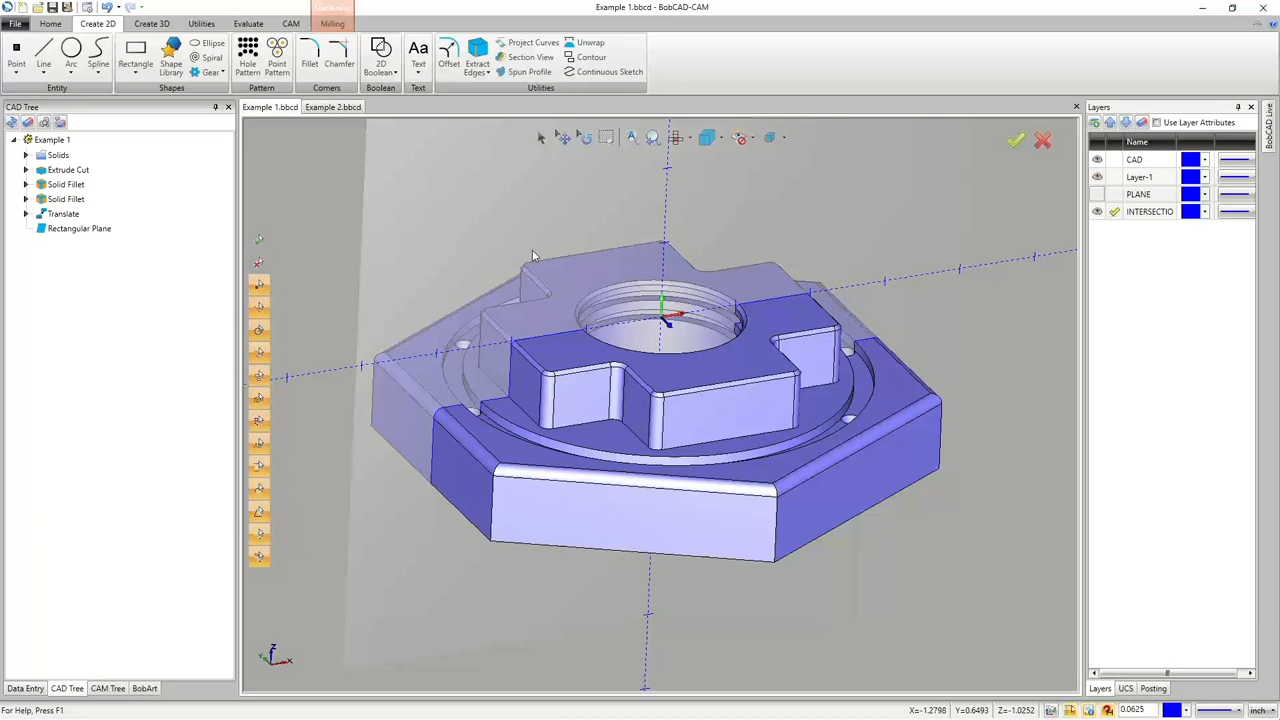 Example 1.bbcd - BobCAD-CAM
Machining
File Home Create 2D Create 3D Utilities Evaluate CAM Milling
Point Line Arc Spline
Ellipse
Spiral
Gear
Rectangle Shape Library
Hole Pattern Point Pattern
Fillet Chamfer
2D Boolean
Aa
Text
Offset Extract Edges
Project Curves Unwrap
Section View Contour
Spun Profile Continuous Sketch
Entity Shapes Pattern Corners Boolean Text Utilities
CAD Tree
Example 1.bbcd Example 2.bbcd
Layers
Use Layer Attributes
BobCAD Live
Example 1
Solids
Extrude Cut
Solid Fillet
Solid Fillet
Translate
Rectangular Plane
Name
CAD
Layer-1
PLANE
INTERSECTIO
Z
Y
X
Data Entry CAD Tree CAM Tree BobArt
Layers UCS Posting
For Help, Press F1
X=-1.2798 Y=0.6493 Z=-1.0252
0.0625
inch